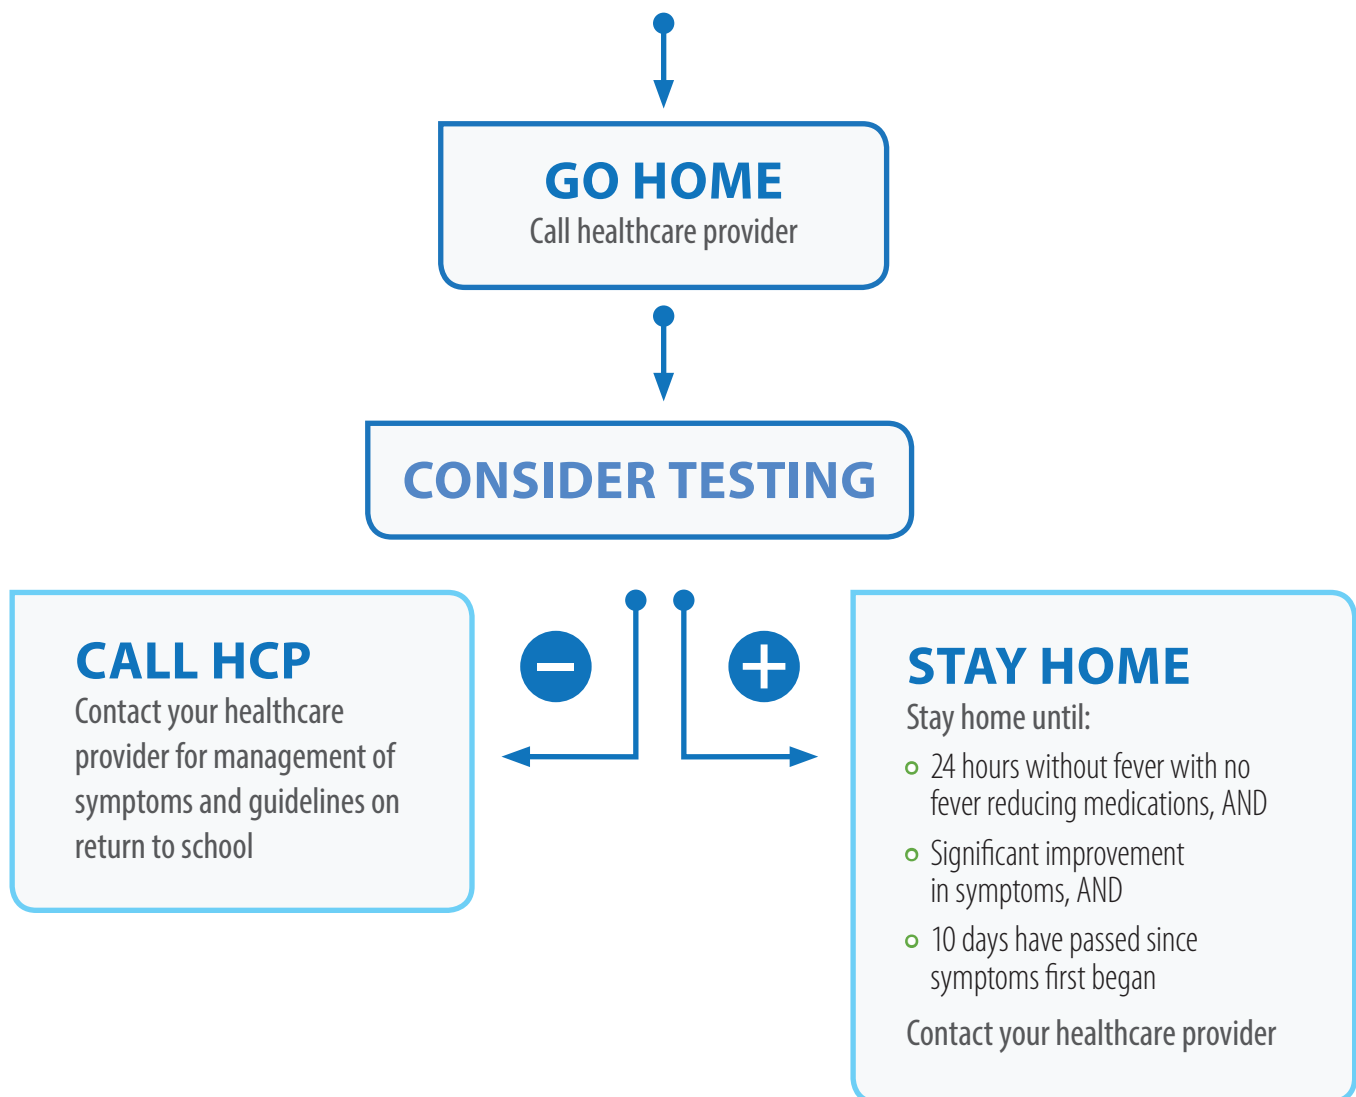 GO HOME
Call healthcare provider
CONSIDER TESTING
CALL HCP
Contact your healthcare
provider for management of
symptoms and guidelines on
return to school
STAY HOME
Stay home until:
24 hours without fever with no
fever reducing medications, AND
Significant improvement
in symptoms, AND
10 days have passed since
symptoms first began
Contact your healthcare provider